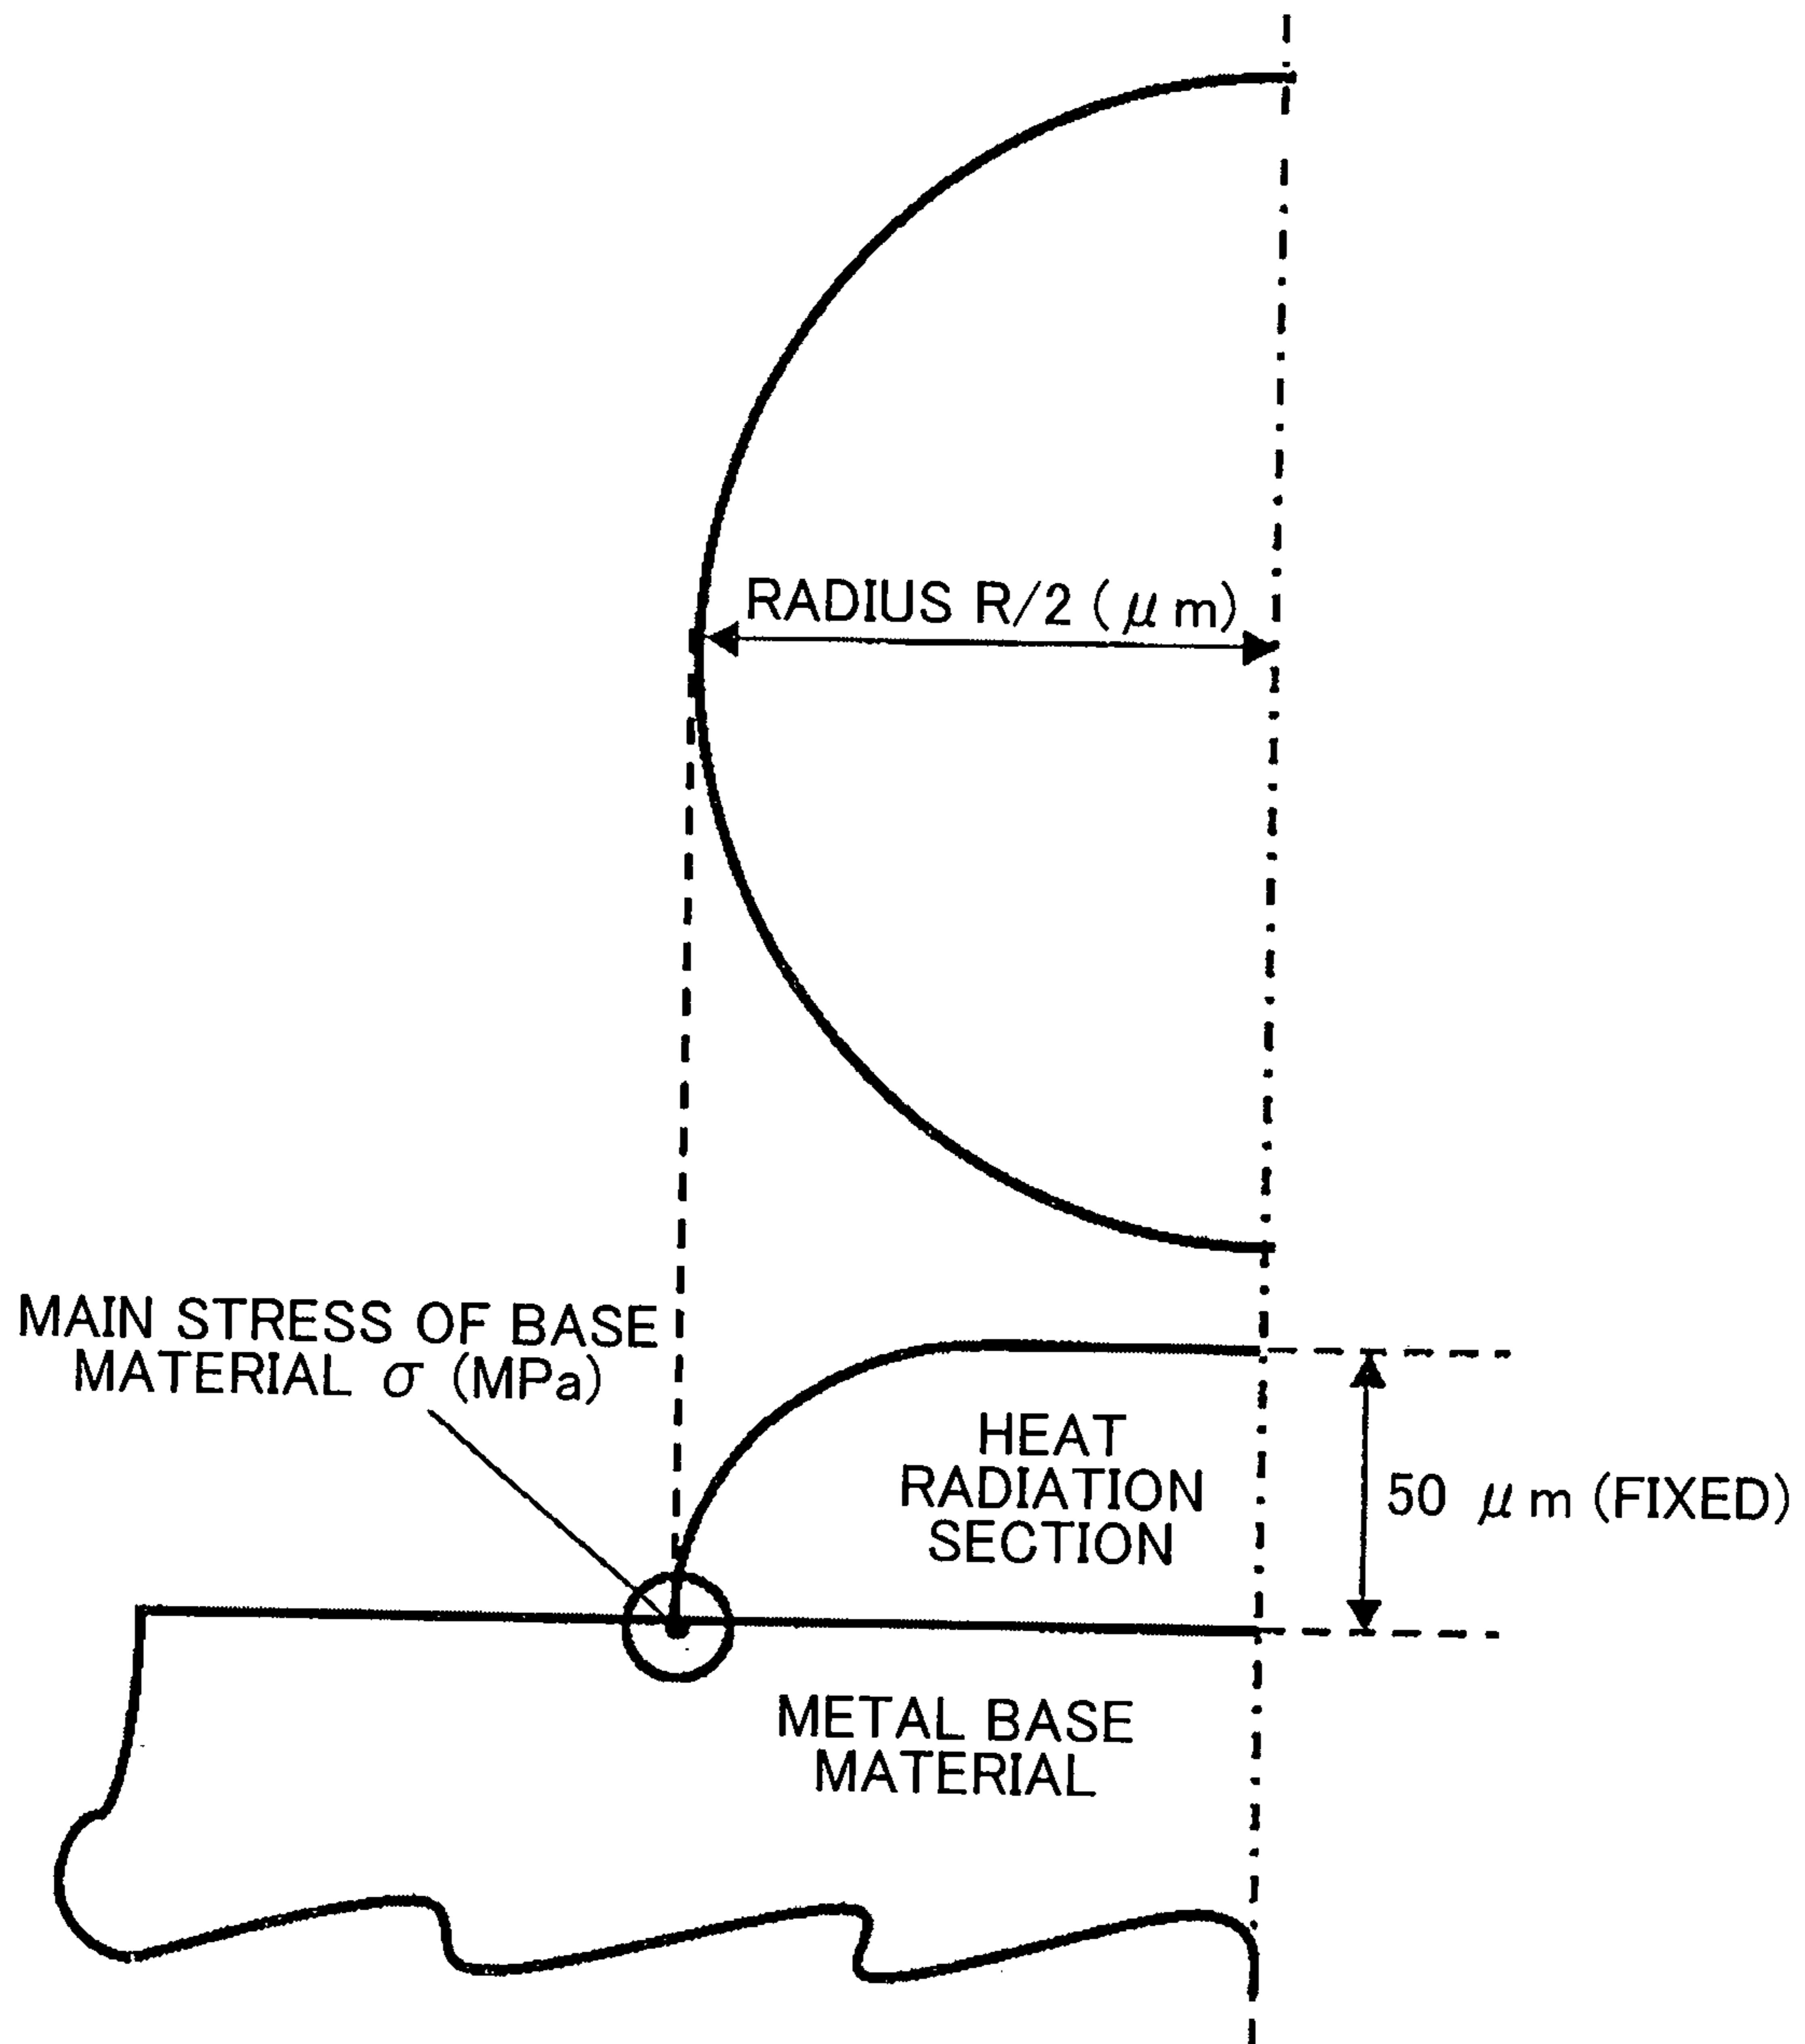 RADIUS R/2 (μm)
MAIN STRESS OF BASE
MATERIAL σ (MPa)
HEAT
RADIATION
SECTION
50 μm (FIXED)
METAL BASE
MATERIAL